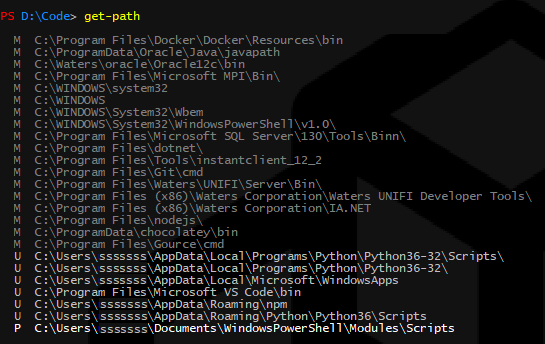 PS D:\Code> get-path
M C:\Program Files\Docker\Docker\Resources\bin
M C:\ProgramData\Oracle\Java\javapath
M C:\Waters\oracle\Oracle12c\bin
M C:\Program Files\Microsoft MPI\Bin\
M C:\WINDOWS\system32
M C:\WINDOWS
M C:\WINDOWS\System32\Wbem
M C:\WINDOWS\System32\WindowsPowerShell\v1.0\
M C:\Program Files\Microsoft SQL Server\130\Tools\Binn\
M C:\Program Files\dotnet\
M C:\Program Files\Tools\instantclient_12_2
M C:\Program Files\Git\cmd
M C:\Program Files\Waters\UNIFI\Server\Bin\
M C:\Program Files (x86)\Waters Corporation\Waters UNIFI Developer Tools\
M C:\Program Files (x86)\Waters Corporation\IA.NET
M C:\Program Files\nodejs\
M C:\ProgramData\chocolatey\bin
M C:\Program Files\Gource\cmd
U C:\Users\sssssss\AppData\Local\Programs\Python\Python36-32\Scripts\
U C:\Users\sssssss\AppData\Local\Programs\Python\Python36-32\
U C:\Users\sssssss\AppData\Local\Microsoft\WindowsApps
U C:\Program Files\Microsoft VS Code\bin
U C:\Users\sssssss\AppData\Roaming\npm
U C:\Users\sssssss\AppData\Roaming\Python\Python36\Scripts
P C:\Users\sssssss\Documents\WindowsPowerShell\Modules\Scripts